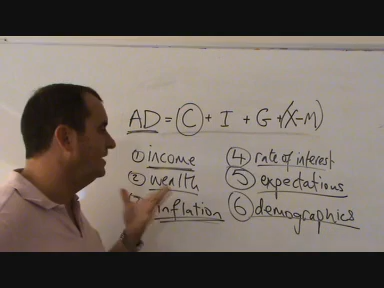 AD = C + I + G + (X-M)
① income
② wealth
inflation
④ rate of interest
⑤ expectations
⑥ demographics